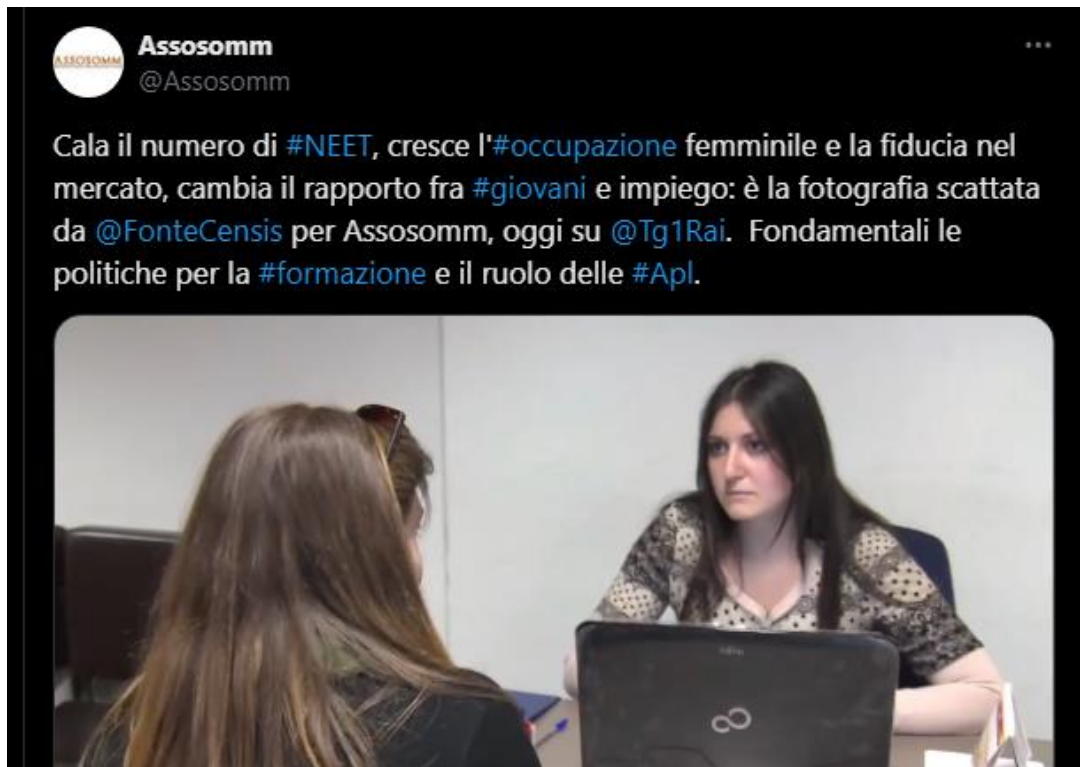 ASSOSOMM
Assosomm
@Assosomm
Cala il numero di #NEET, cresce l'#occupazione femminile e la fiducia nel
mercato, cambia il rapporto fra #giovani e impiego: è la fotografia scattata
da @FonteCensis per Assosomm, oggi su @Tg1Rai.  Fondamentali le
politiche per la #formazione e il ruolo delle #Apl.